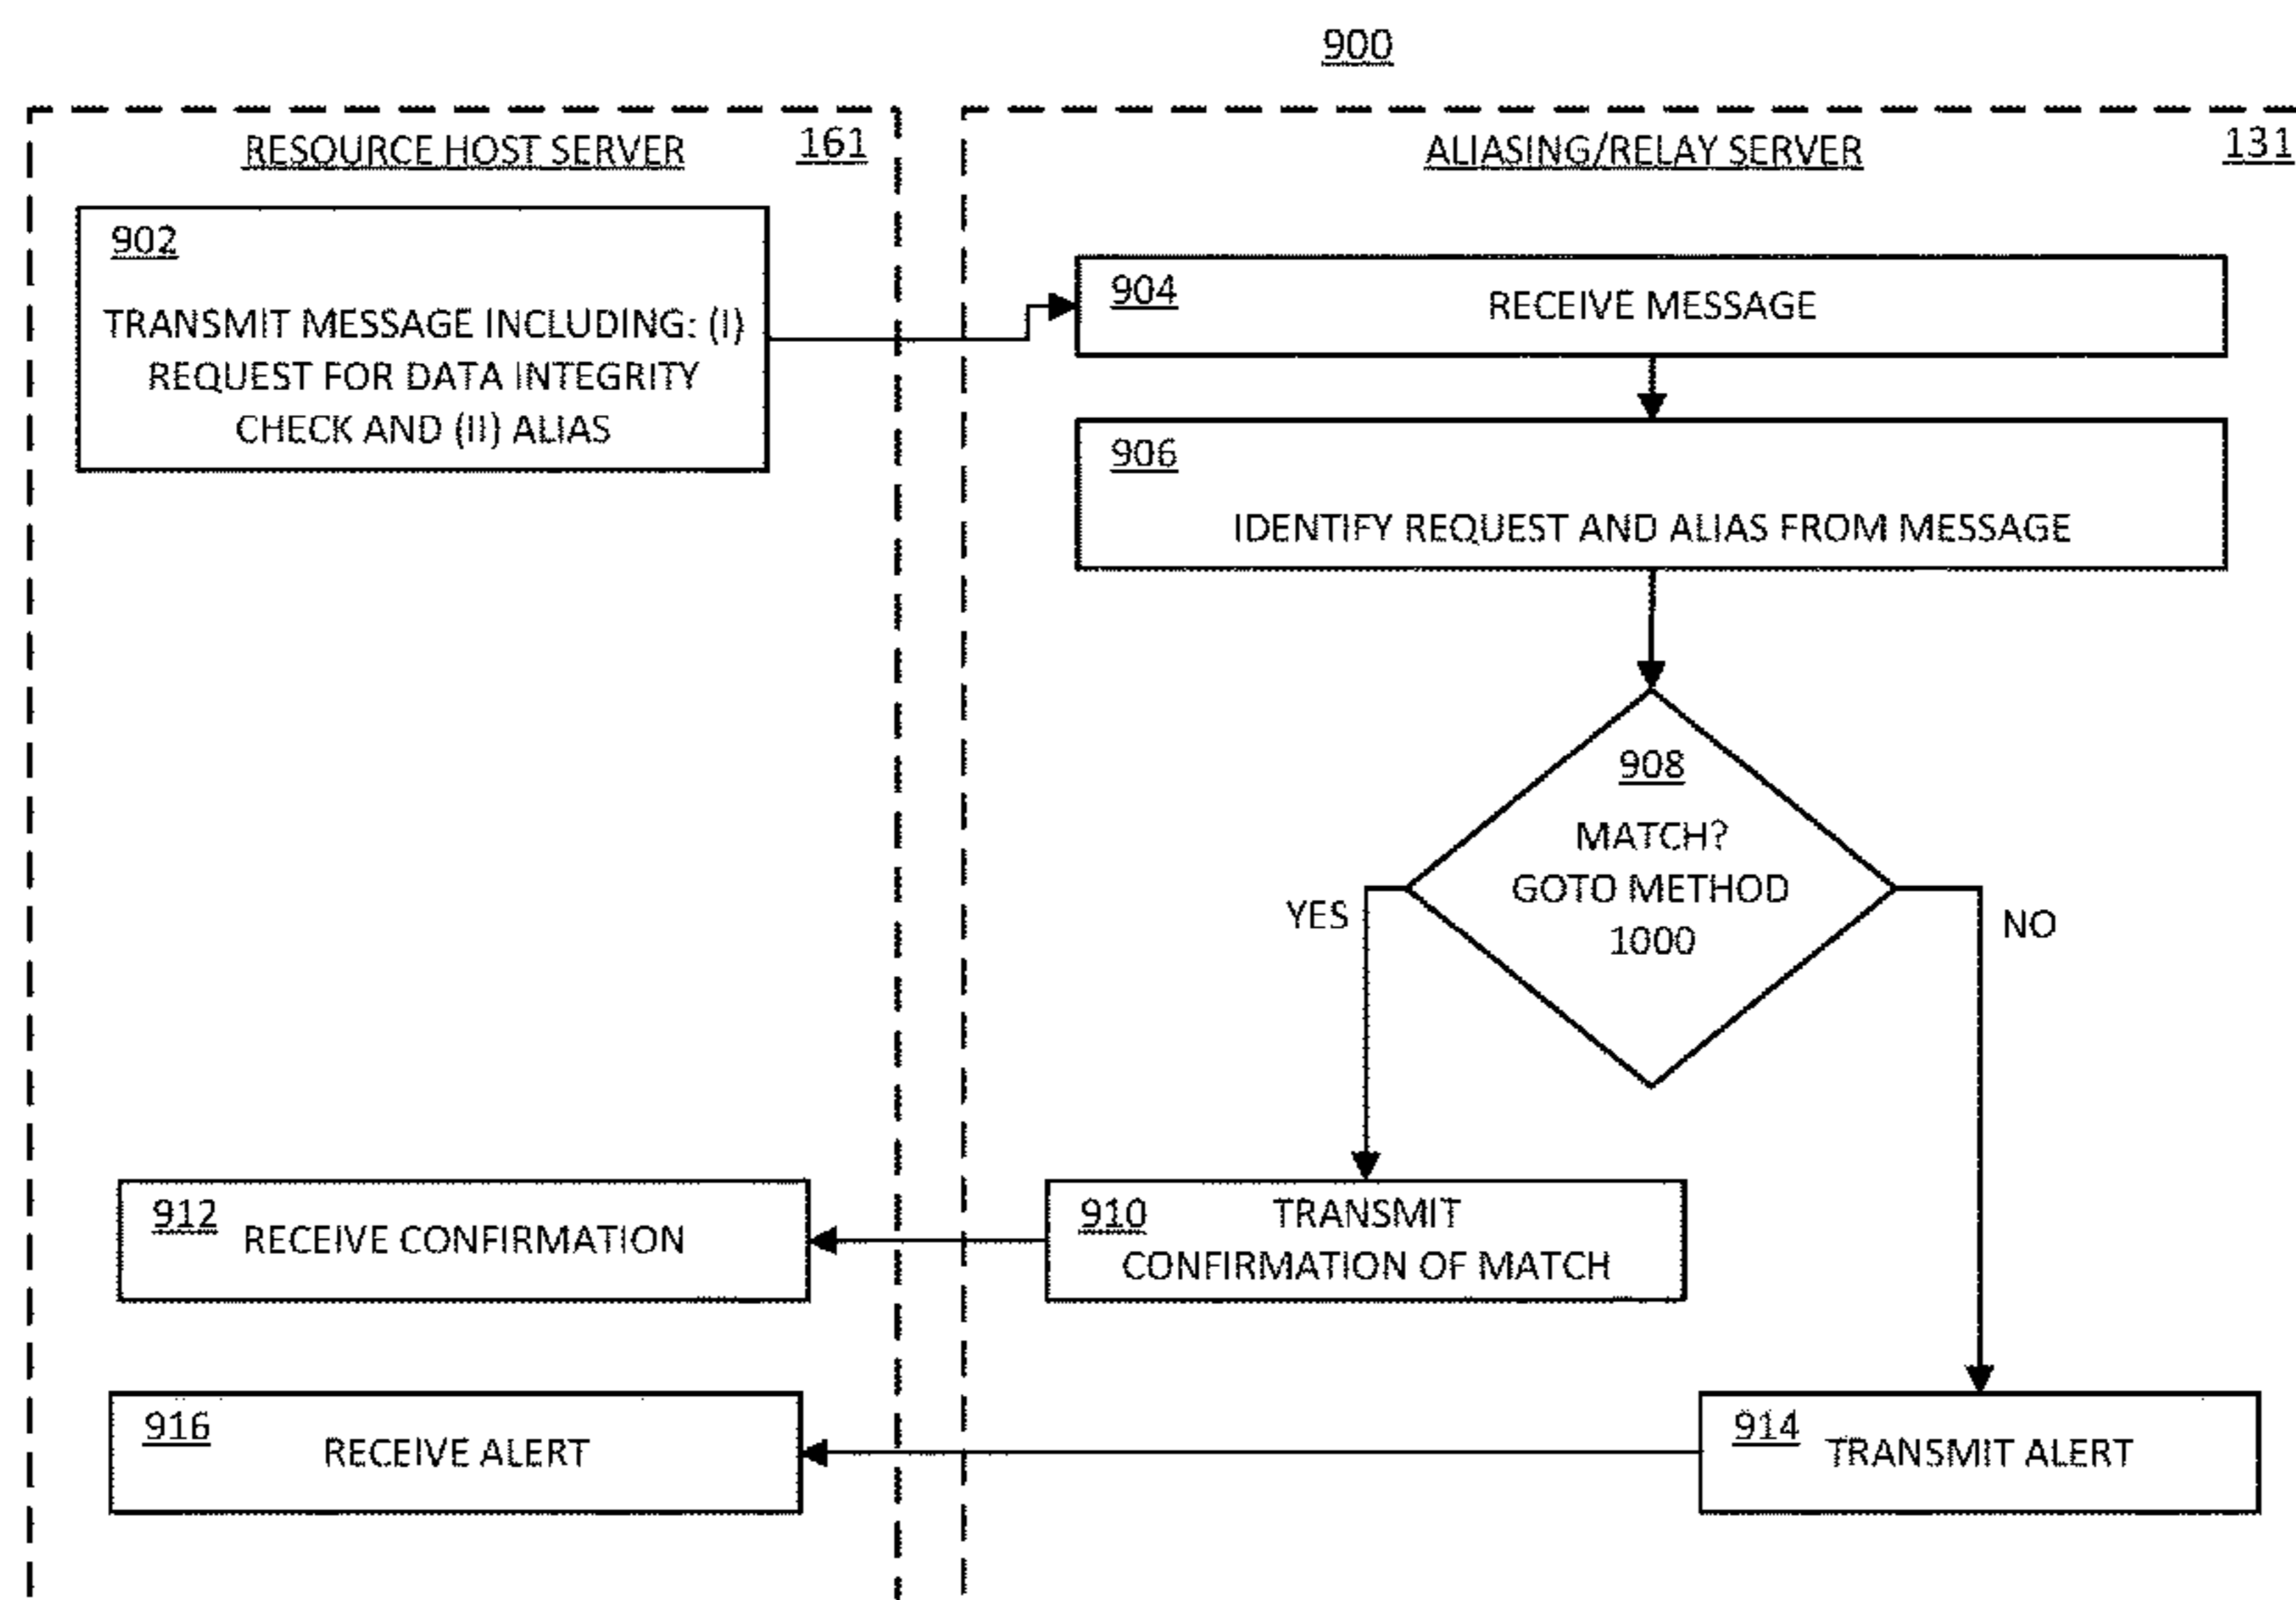 900
RESOURCE HOST SERVER
161
ALIASING/RELAY SERVER
131
902
TRANSMIT MESSAGE INCLUDING: (I)
REQUEST FOR DATA INTEGRITY
CHECK AND (II) ALIAS
904
RECEIVE MESSAGE
906
IDENTIFY REQUEST AND ALIAS FROM MESSAGE
908
MATCH?
GOTO METHOD
1000
YES
NO
912
RECEIVE CONFIRMATION
910
TRANSMIT
CONFIRMATION OF MATCH
916
RECEIVE ALERT
914
TRANSMIT ALERT